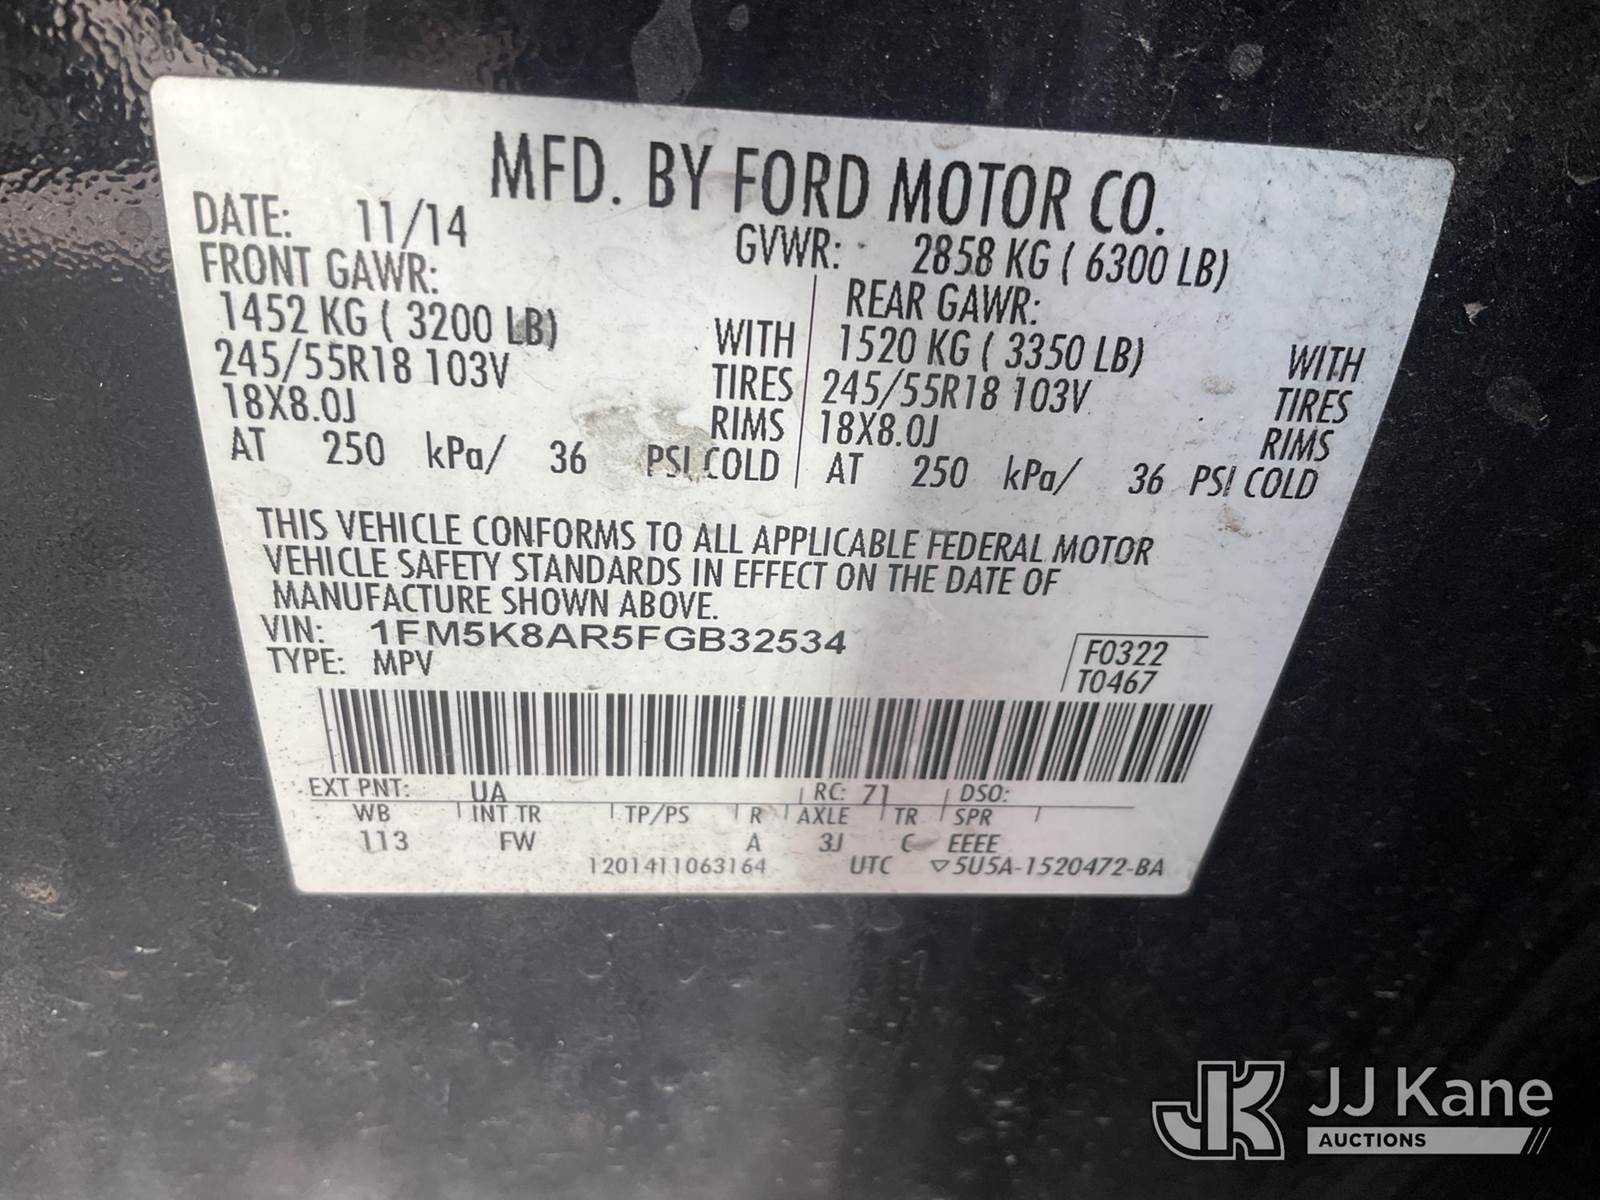 MFD. BY FORD MOTOR CO.
DATE: 11/14 GVWR: 2858 KG ( 6300 LB)
FRONT GAWR: REAR GAWR:
1452 KG ( 3200 LB) WITH 1520 KG ( 3350 LB) WITH
245/55R18 103V TIRES 245/55R18 103V TIRES
18X8.0J RIMS 18X8.0J RIMS
AT 250 kPa/ 36 PSI COLD AT 250 kPa/ 36 PSI COLD
THIS VEHICLE CONFORMS TO ALL APPLICABLE FEDERAL MOTOR
VEHICLE SAFETY STANDARDS IN EFFECT ON THE DATE OF
MANUFACTURE SHOWN ABOVE.
VIN: 1FM5K8AR5FGB32534
TYPE: MPV
F0322
T0467
EXT PNT: UA RC: 71 DSO:
WB INT TR TP/PS R AXLE TR SPR
113 FW A 3J C EEEE
1201411063164 UTC ▽5U5A-1520472-BA
JK JJ Kane
AUCTIONS